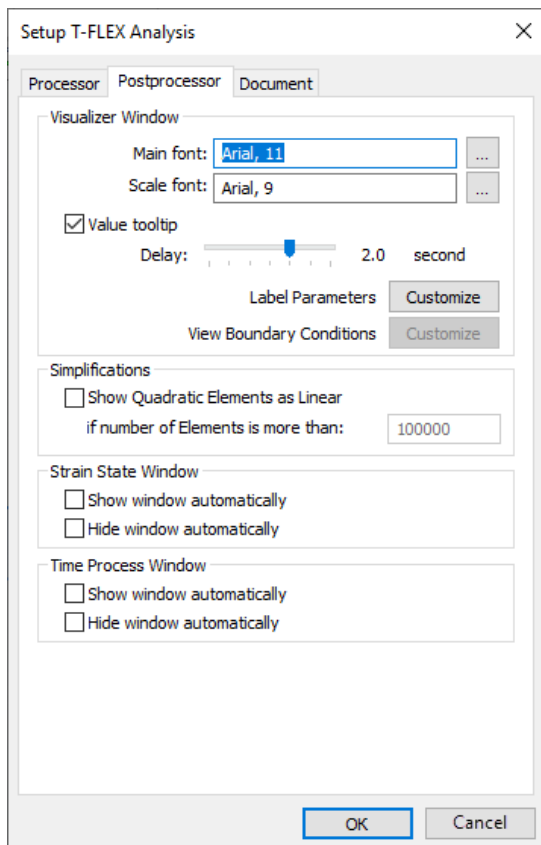 Setup T-FLEX Analysis
Processor Postprocessor Document
Visualizer Window
Main font: Arial, 11 ...
Scale font: Arial, 9 ...
Value tooltip
Delay: 2.0 second
Label Parameters Customize
View Boundary Conditions Customize
Simplifications
Show Quadratic Elements as Linear
if number of Elements is more than: 100000
Strain State Window
Show window automatically
Hide window automatically
Time Process Window
Show window automatically
Hide window automatically
OK Cancel